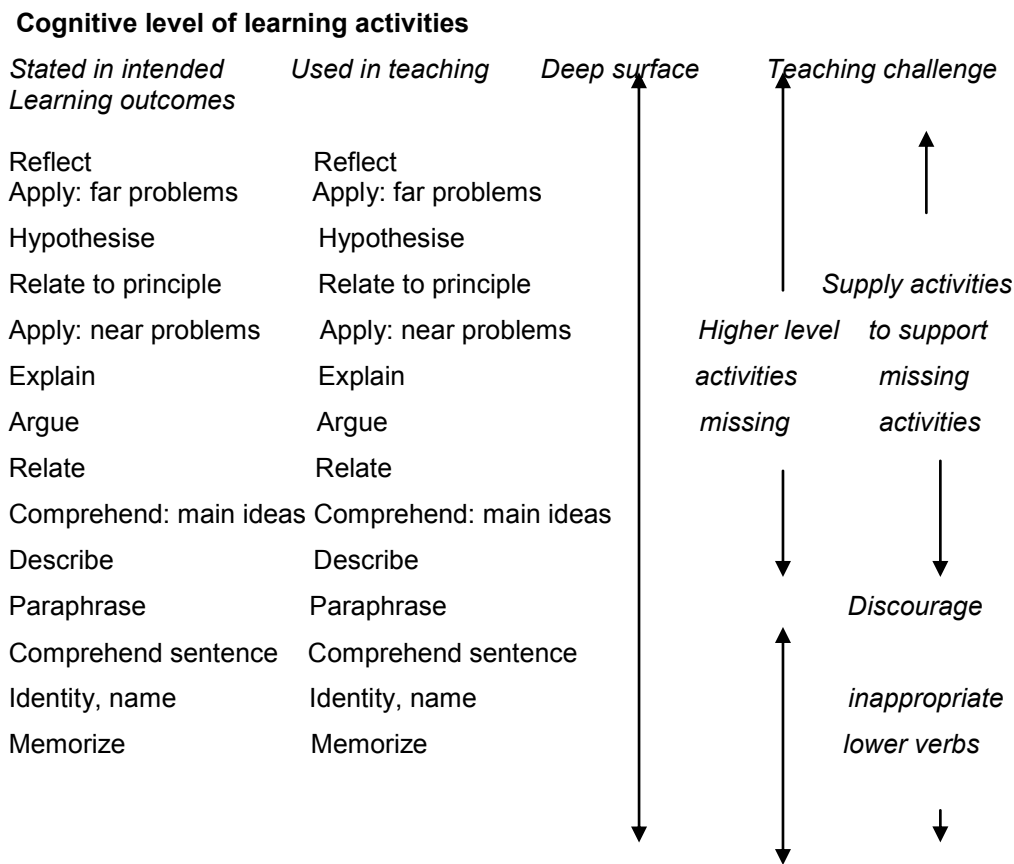 Cognitive level of learning activities
Stated in intended Used in teaching Deep surface Teaching challenge
Learning outcomes
Reflect Reflect
Apply: far problems Apply: far problems
Hypothesise Hypothesise
Relate to principle Relate to principle Supply activities
Apply: near problems Apply: near problems Higher level to support
Explain Explain activities missing
Argue Argue missing activities
Relate Relate
Comprehend: main ideas Comprehend: main ideas
Describe Describe
Paraphrase Paraphrase Discourage
Comprehend sentence Comprehend sentence
Identity, name Identity, name inappropriate
Memorize Memorize lower verbs